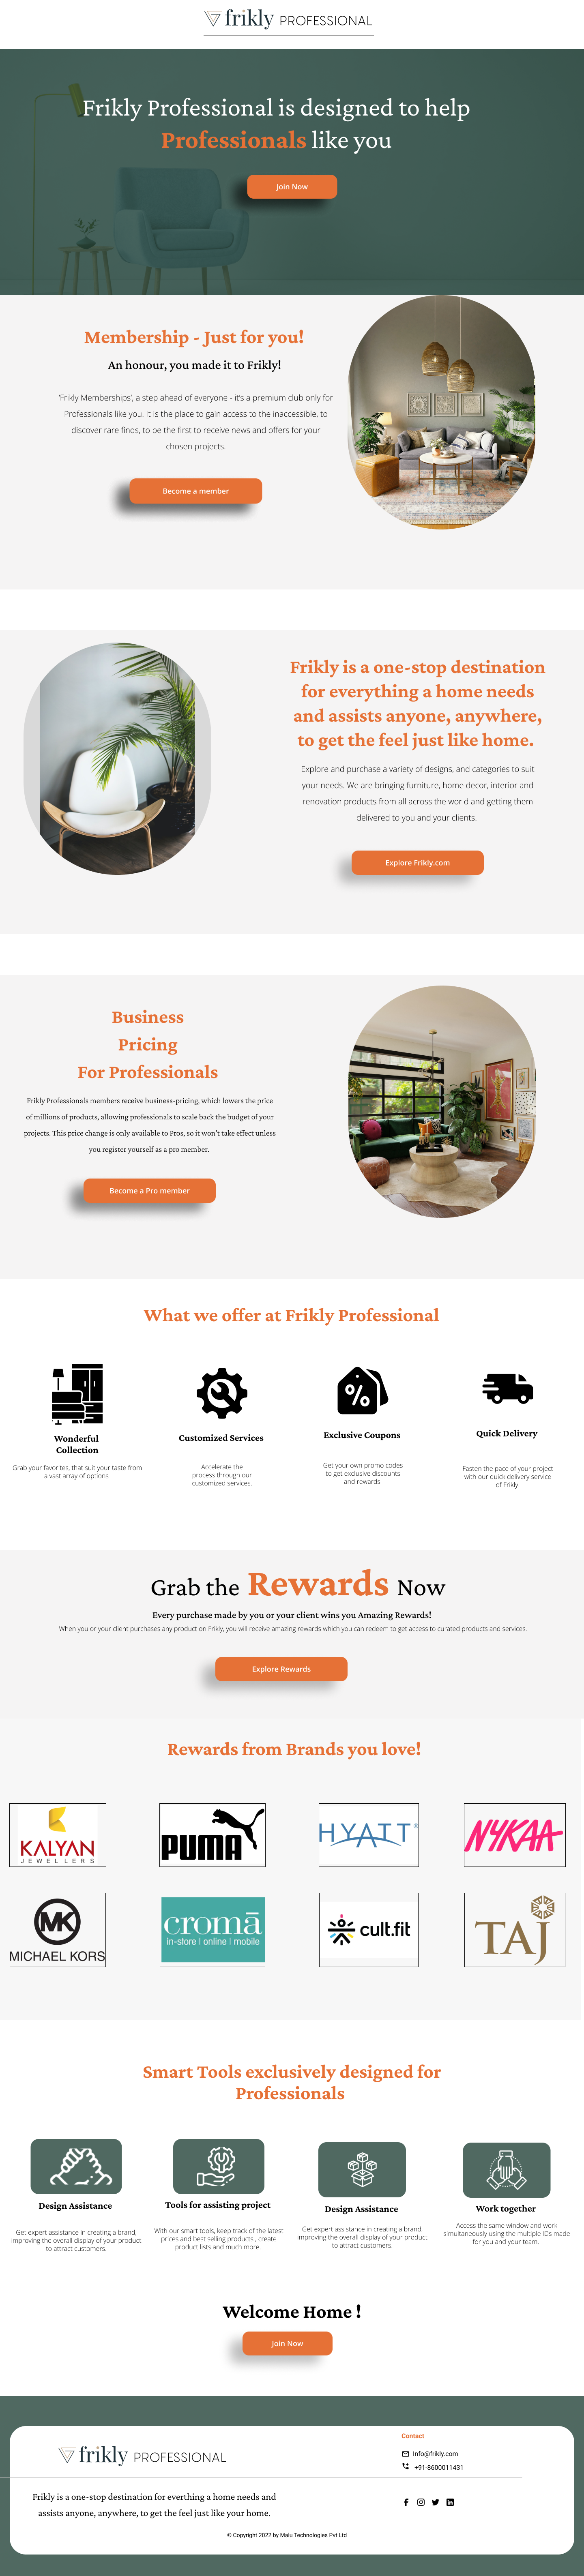 frikly PROFESSIONAL
Frikly Professional is designed to help
Professionals like you
Join Now
Membership - Just for you!
An honour, you made it to Frikly!
'Frikly Memberships', a step ahead of everyone - it's a premium club only for
Professionals like you. It is the place to gain access to the inaccessible, to
discover rare finds, to be the first to receive news and offers for your
chosen projects.
Become a member
Frikly is a one-stop destination
for everything a home needs
and assists anyone, anywhere,
to get the feel just like home.
Explore and purchase a variety of designs, and categories to suit
your needs. We are bringing furniture, home decor, interior and
renovation products from all across the world and getting them
delivered to you and your clients.
Explore Frikly.com
Business
Pricing
For Professionals
Frikly Professionals members receive business-pricing, which lowers the price
of millions of products, allowing professionals to scale back the budget of your
projects. This price change is only available to Pros, so it won't take effect unless
you register yourself as a pro member.
Become a Pro member
What we offer at Frikly Professional
Wonderful
Collection
Grab your favorites, that suit your taste from
a vast array of options
Customized Services
Accelerate the
process through our
customized services.
Exclusive Coupons
Get your own promo codes
to get exclusive discounts
and rewards
Quick Delivery
Fasten the pace of your project
with our quick delivery service
of Frikly.
Grab the Rewards Now
Every purchase made by you or your client wins you Amazing Rewards!
When you or your client purchases any product on Frikly, you will receive amazing rewards which you can redeem to get access to curated products and services.
Explore Rewards
Rewards from Brands you love!
KALYAN
JEWELLERS
PUMA
HYATT®
NYKAA
MK
MICHAEL KORS
cromā
in-store | online | mobile
cult.fit
TAJ
Smart Tools exclusively designed for
Professionals
Design Assistance
Get expert assistance in creating a brand,
improving the overall display of your product
to attract customers.
Tools for assisting project
With our smart tools, keep track of the latest
prices and best selling products , create
product lists and much more.
Design Assistance
Get expert assistance in creating a brand,
improving the overall display of your product
to attract customers.
Work together
Access the same window and work
simultaneously using the multiple IDs made
for you and your team.
Welcome Home !
Join Now
frikly PROFESSIONAL
Frikly is a one-stop destination for everthing a home needs and
assists anyone, anywhere, to get the feel just like your home.
Contact
Info@frikly.com
+91-8600011431
© Copyright 2022 by Malu Technologies Pvt Ltd